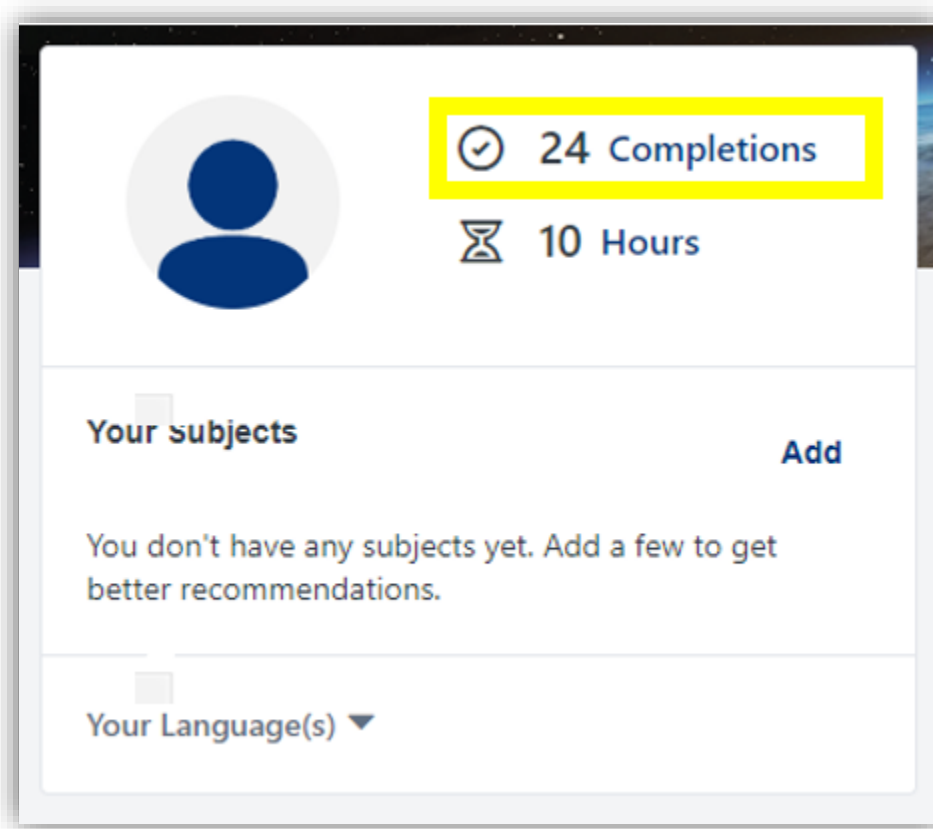 24 Completions
10 Hours
Your Subjects
Add
You don't have any subjects yet. Add a few to get
better recommendations.
Your Language(s)